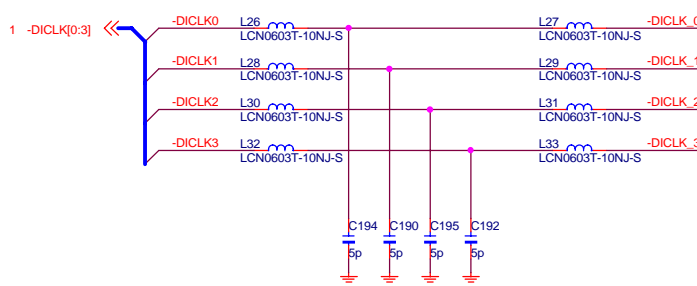 1 -DICLK[0:3]
-DICLK0 L26 L27 -DICLK_0
LCN0603T-10NJ-S LCN0603T-10NJ-S
-DICLK1 L28 L29 -DICLK_1
LCN0603T-10NJ-S LCN0603T-10NJ-S
-DICLK2 L30 L31 -DICLK_2
LCN0603T-10NJ-S LCN0603T-10NJ-S
-DICLK3 L32 L33 -DICLK_3
LCN0603T-10NJ-S LCN0603T-10NJ-S
C194 C190 C195 C192
5p 5p 5p 5p